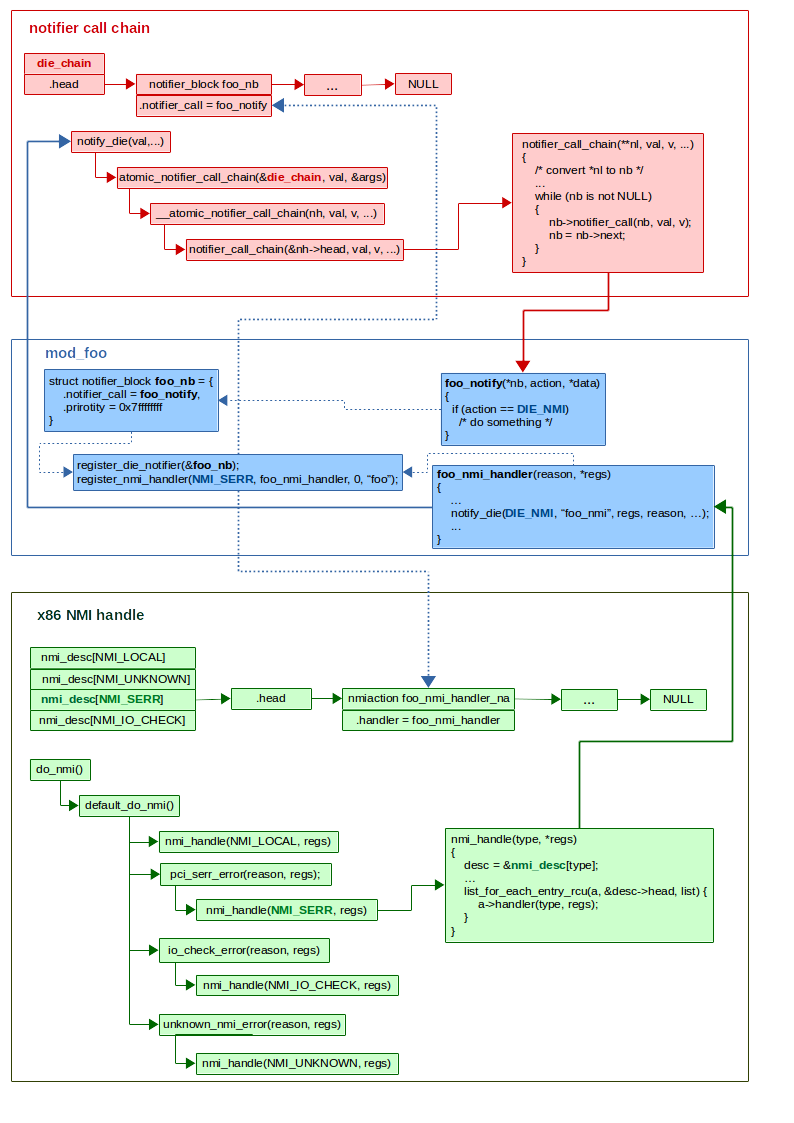 notifier call chain
die_chain
.head
notifier_block foo_nb
...
NULL
.notifier_call = foo_notify
notify_die(val,...)
atomic_notifier_call_chain(&die_chain, val, &args)
__atomic_notifier_call_chain(nh, val, v, ...)
notifier_call_chain(&nh->head, val, v, ...)
notifier_call_chain(**nl, val, v, ...)
{
/* convert *nl to nb */
...
while (nb is not NULL)
{
nb->notifier_call(nb, val, v);
nb = nb->next;
}
}
mod_foo
struct notifier_block foo_nb = {
.notifier_call = foo_notify,
.prirotity = 0x7fffffff
}
foo_notify(*nb, action, *data)
{
if (action == DIE_NMI)
/* do something */
}
register_die_notifier(&foo_nb);
register_nmi_handler(NMI_SERR, foo_nmi_handler, 0, “foo”);
foo_nmi_handler(reason, *regs)
{
...
notify_die(DIE_NMI, “foo_nmi”, regs, reason, …);
...
}
x86 NMI handle
nmi_desc[NMI_LOCAL]
nmi_desc[NMI_UNKNOWN]
nmi_desc[NMI_SERR]
nmi_desc[NMI_IO_CHECK]
.head
nmiaction foo_nmi_handler_na
.handler = foo_nmi_handler
...
NULL
do_nmi()
default_do_nmi()
nmi_handle(NMI_LOCAL, regs)
pci_serr_error(reason, regs);
nmi_handle(NMI_SERR, regs)
io_check_error(reason, regs)
nmi_handle(NMI_IO_CHECK, regs)
unknown_nmi_error(reason, regs)
nmi_handle(NMI_UNKNOWN, regs)
nmi_handle(type, *regs)
{
desc = &nmi_desc[type];
...
list_for_each_entry_rcu(a, &desc->head, list) {
a->handler(type, regs);
}
}